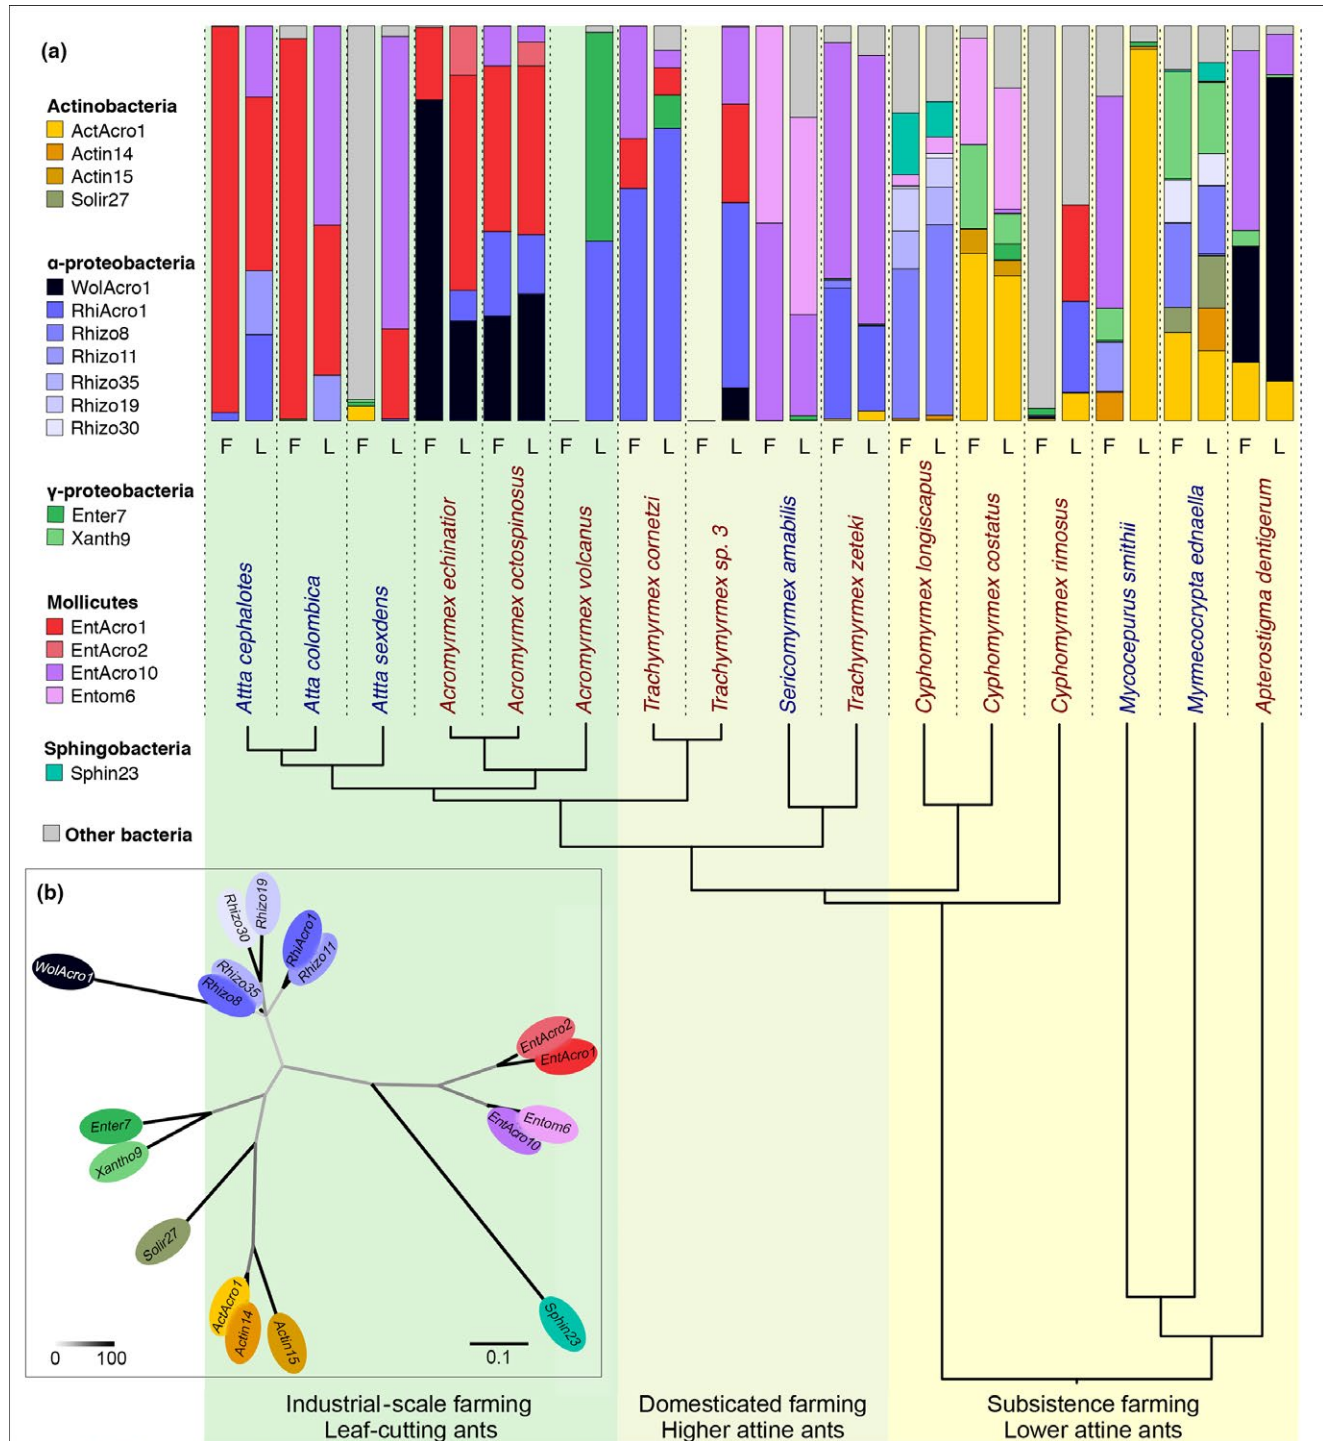 (a)
Actinobacteria
ActAcro1
Actin14
Actin15
Solir27
α-proteobacteria
WolAcro1
RhiAcro1
Rhizo8
Rhizo11
Rhizo35
Rhizo19
Rhizo30
γ-proteobacteria
Enter7
Xanth9
Mollicutes
EntAcro1
EntAcro2
EntAcro10
Entom6
Sphingobacteria
Sphin23
Other bacteria
F L F L F L F L F L F L F L F L F L F L F L F L F L F L F L F L
Attta cephalotes
Atta colombica
Attta sexdens
Acromyrmex echinatior
Acromyrmex octospinosus
Acromyrmex volcanus
Trachymyrmex cornetzi
Trachymyrmex sp. 3
Sericomyrmex amabilis
Trachymyrmex zeteki
Cyphomyrmex longiscapus
Cyphomyrmex costatus
Cyphomyrmex rimosus
Mycocepurus smithii
Myrmecocrypta ednaella
Apterostigma dentigerum
(b)
Rhizo30
Rhizo19
RhiAcro1
Rhizo11
WolAcro1
Rhizo35
Rhizo8
EntAcro2
EntAcro1
Entom6
EntAcro10
Enter7
Xantho9
Solir27
ActAcro1
Actin14
Actin15
Sphin23
0 100
0.1
Industrial-scale farming
Leaf-cutting ants
Domesticated farming
Higher attine ants
Subsistence farming
Lower attine ants